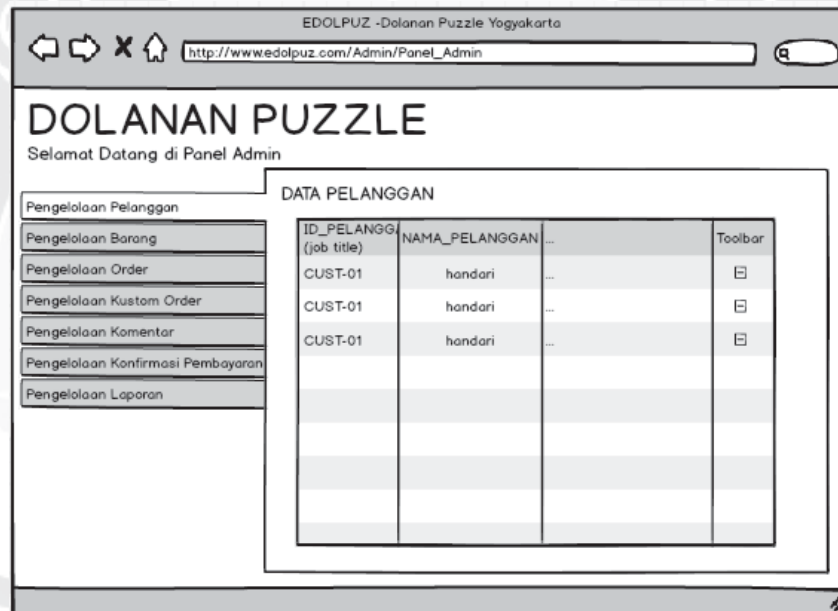 EDOLPUZ -Dolanan Puzzle Yogyakarta
http://www.edolpuz.com/Admin/Panel_Admin
DOLANAN PUZZLE
Selamat Datang di Panel Admin
Pengelolaan Pelanggan
Pengelolaan Barang
Pengelolaan Order
Pengelolaan Kustom Order
Pengelolaan Komentar
Pengelolaan Konfirmasi Pembayaran
Pengelolaan Laporan
DATA PELANGGAN
ID_PELANGGA NAMA_PELANGGAN ... Toolbar
(job title)
CUST-01 handari ...
CUST-01 handari ...
CUST-01 handari ...